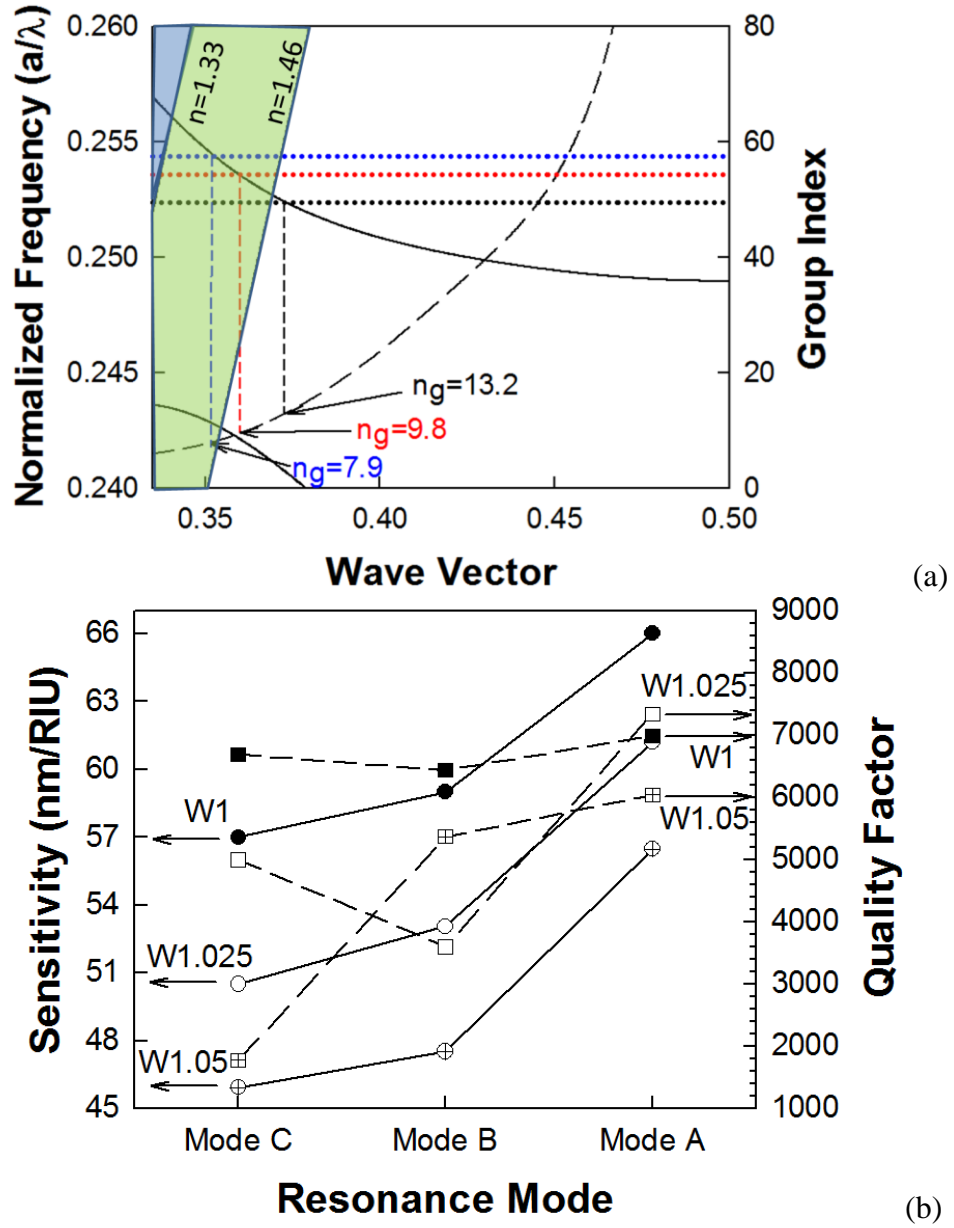 0.260
0.255
0.250
0.245
0.240
Normalized Frequency (a/λ)
n=1.33
n=1.46
80
60
40
20
0
Group Index
ng=13.2
ng=9.8
ng=7.9
0.35 0.40 0.45 0.50
Wave Vector
(a)
66
63
60
57
54
51
48
45
Sensitivity (nm/RIU)
W1
W1.025
W1.05
W1.025
W1
W1.05
9000
8000
7000
6000
5000
4000
3000
2000
1000
Quality Factor
Mode C Mode B Mode A
Resonance Mode
(b)